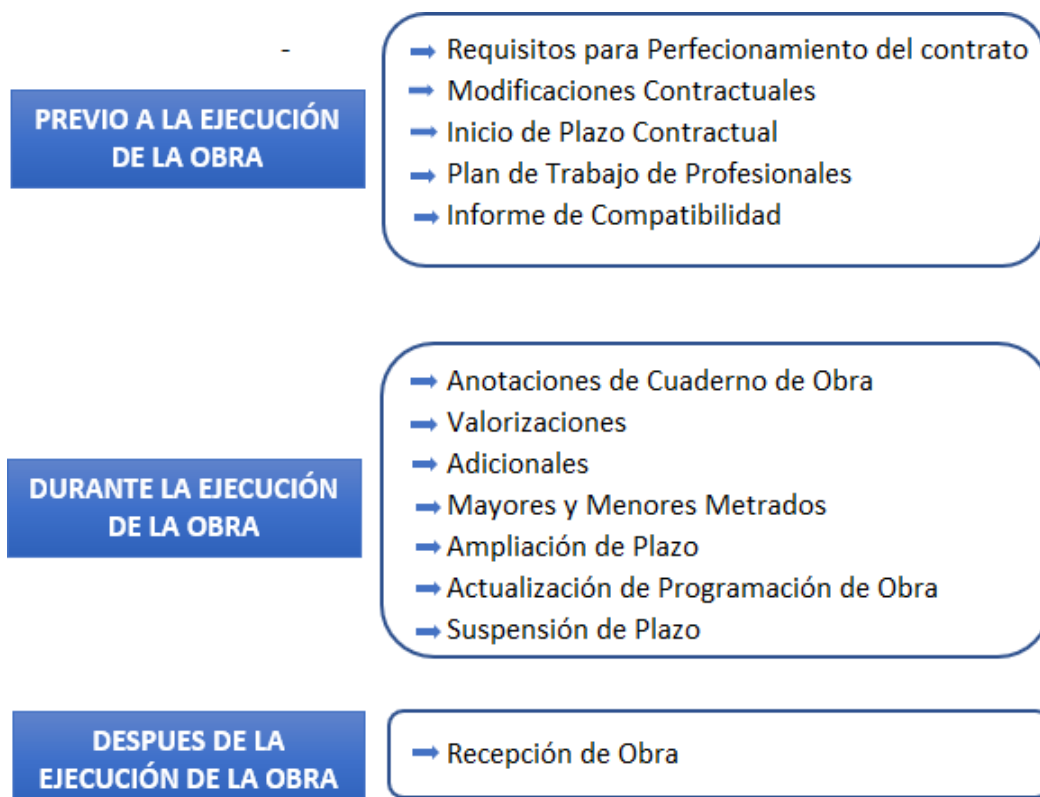 -
PREVIO A LA EJECUCIÓN
DE LA OBRA
Requisitos para Perfecionamiento del contrato
Modificaciones Contractuales
Inicio de Plazo Contractual
Plan de Trabajo de Profesionales
Informe de Compatibilidad
DURANTE LA EJECUCIÓN
DE LA OBRA
Anotaciones de Cuaderno de Obra
Valorizaciones
Adicionales
Mayores y Menores Metrados
Ampliación de Plazo
Actualización de Programación de Obra
Suspensión de Plazo
DESPUES DE LA
EJECUCIÓN DE LA OBRA
Recepción de Obra